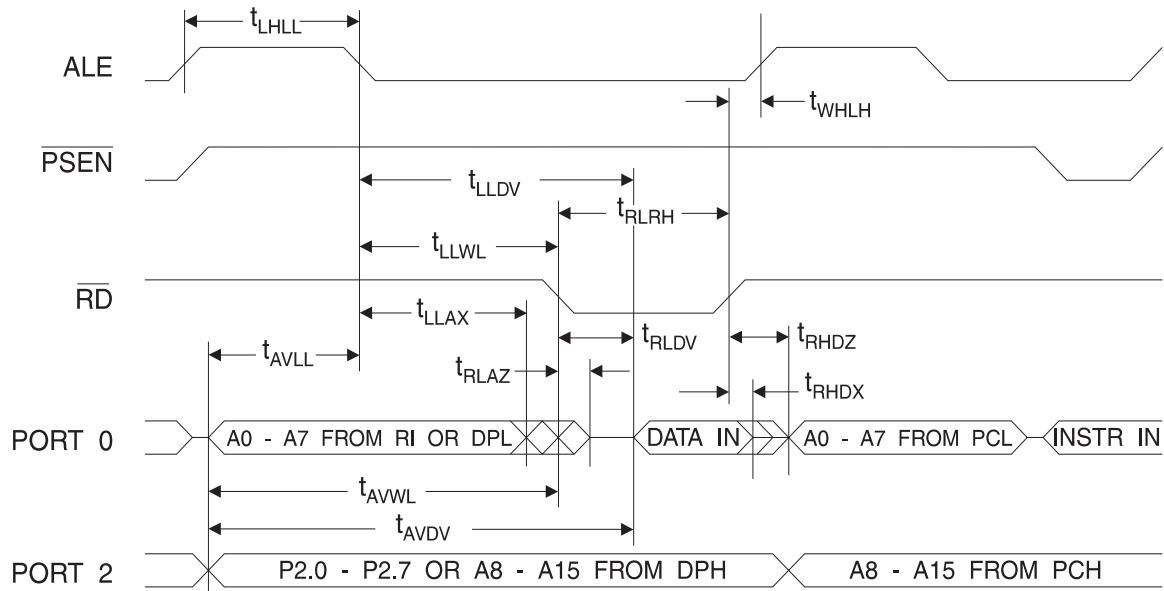 tLHLL
ALE
tWHLH
PSEN
tLLDV
tRLRH
tLLWL
RD
tLLAX
tRLDV
tRHDZ
tAVLL
tRLAZ
tRHDX
PORT 0
A0 - A7 FROM RI OR DPL
DATA IN
A0 - A7 FROM PCL
INSTR IN
tAVWL
tAVDV
PORT 2
P2.0 - P2.7 OR A8 - A15 FROM DPH
A8 - A15 FROM PCH